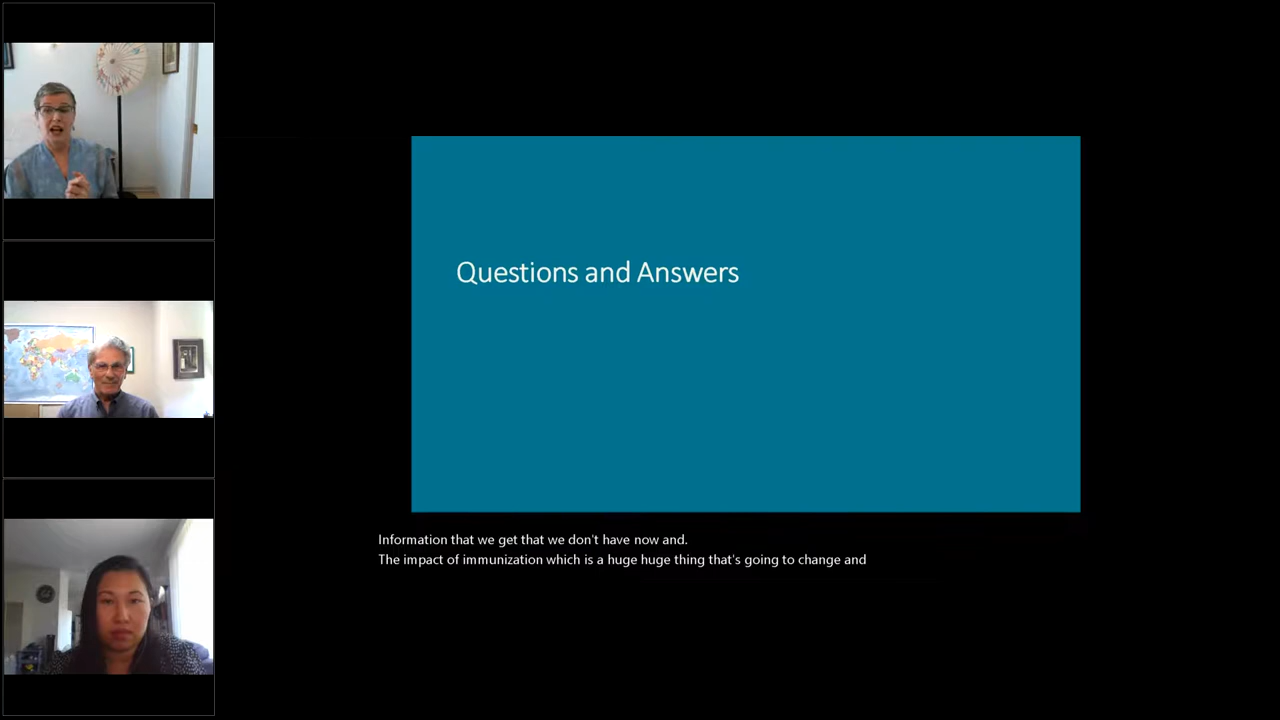 Questions and Answers
Information that we get that we don't have now and.
The impact of immunization which is a huge huge thing that's going to change and